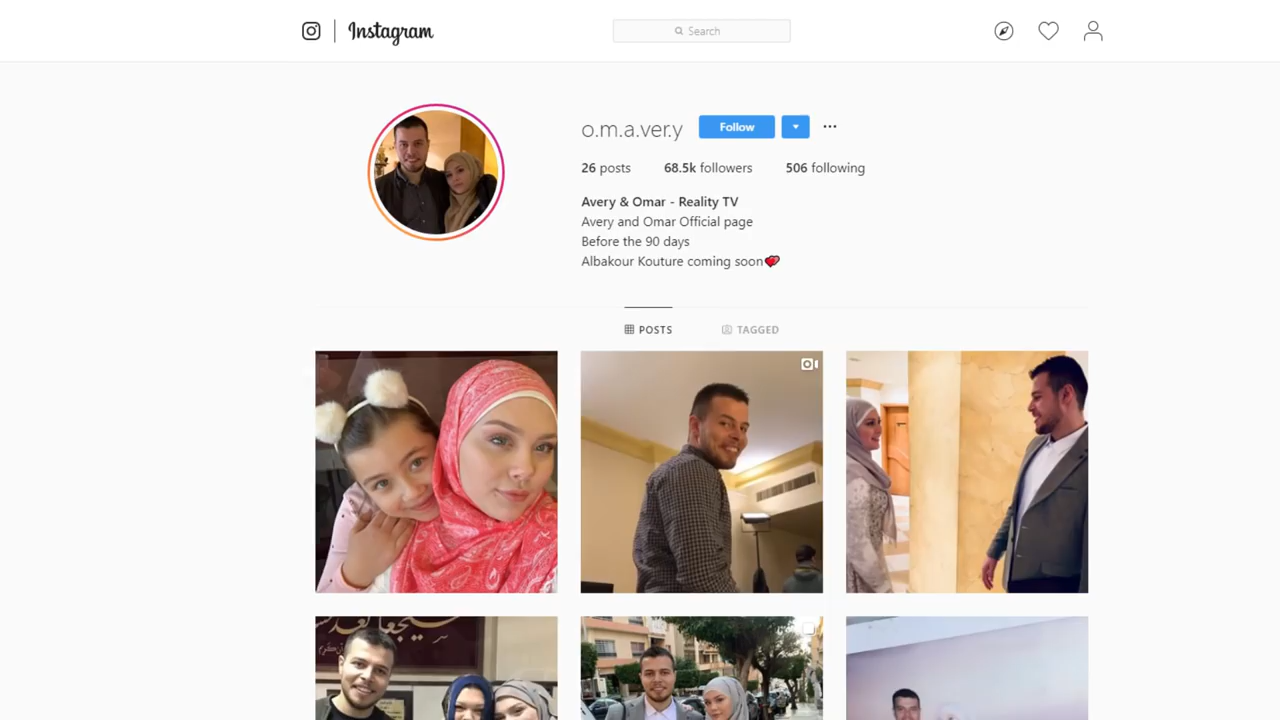 Instagram
Search
o.m.a.ver.y
Follow
26 posts 68.5k followers 506 following
Avery & Omar - Reality TV
Avery and Omar Official page
Before the 90 days
Albakour Kouture coming soon💕
POSTS TAGGED